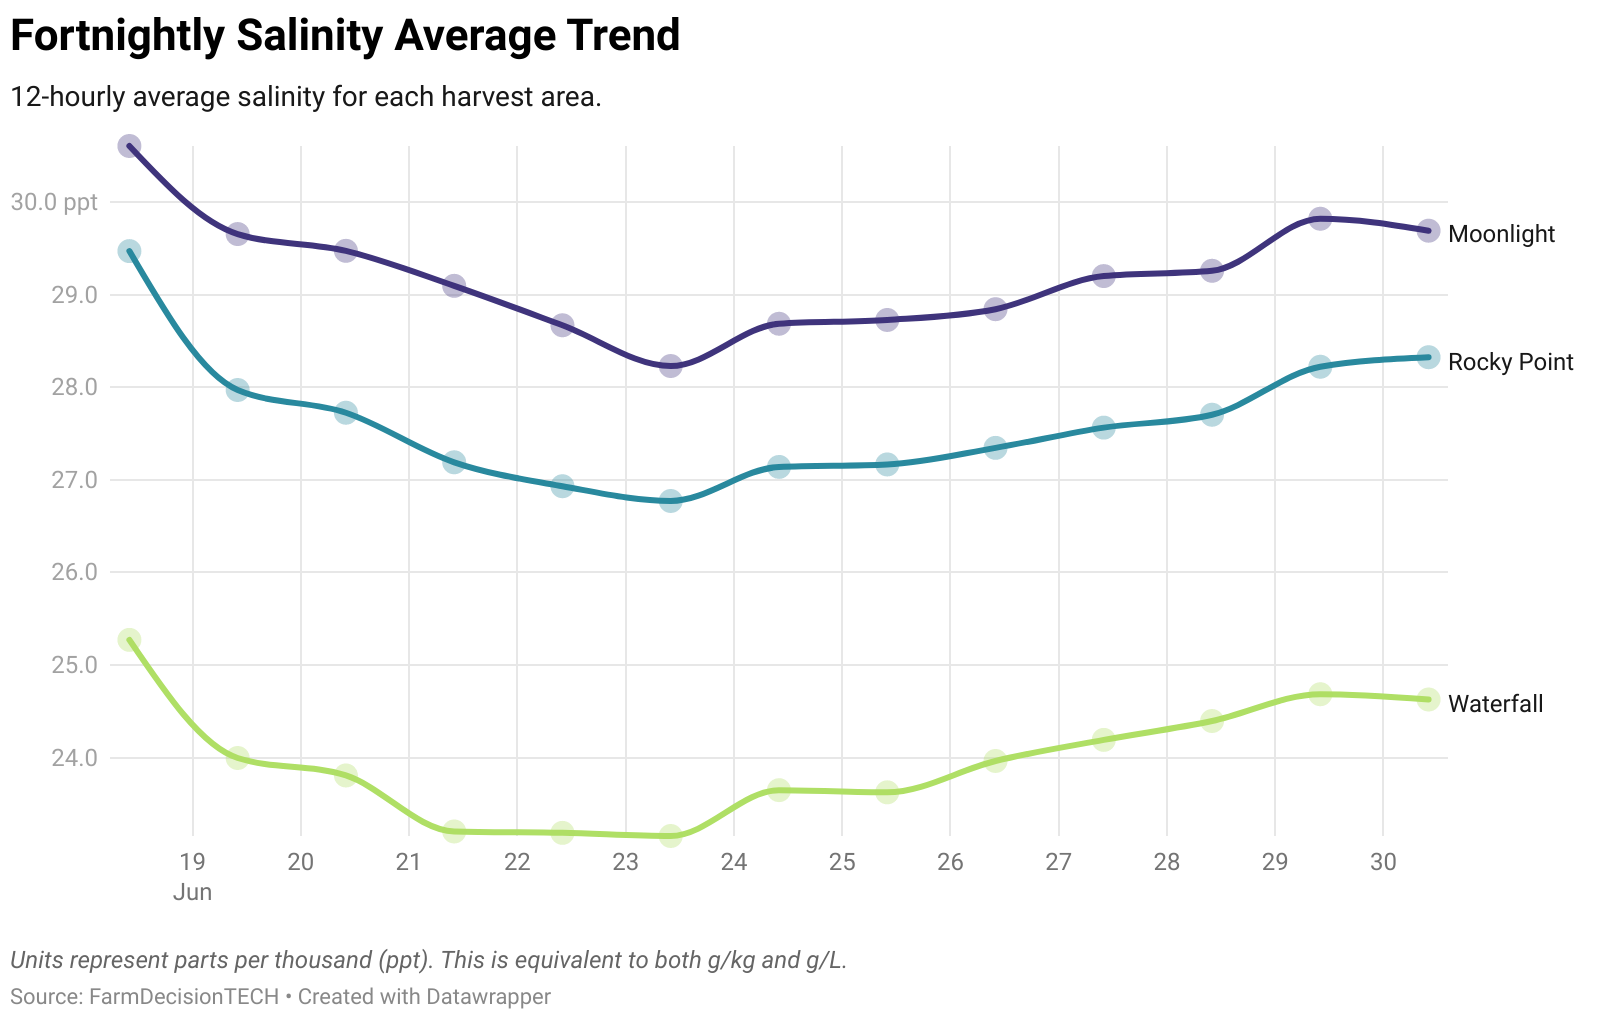 Fortnightly Salinity Average Trend
12-hourly average salinity for each harvest area.
30.0 ppt
Moonlight
29.0
Rocky Point
28.0
27.0
26.0
25.0
Waterfall
24.0
19 20 21 22 23 24 25 26 27 28 29 30
Jun
Units represent parts per thousand (ppt). This is equivalent to both g/kg and g/L.
Source: FarmDecisionTECH • Created with Datawrapper